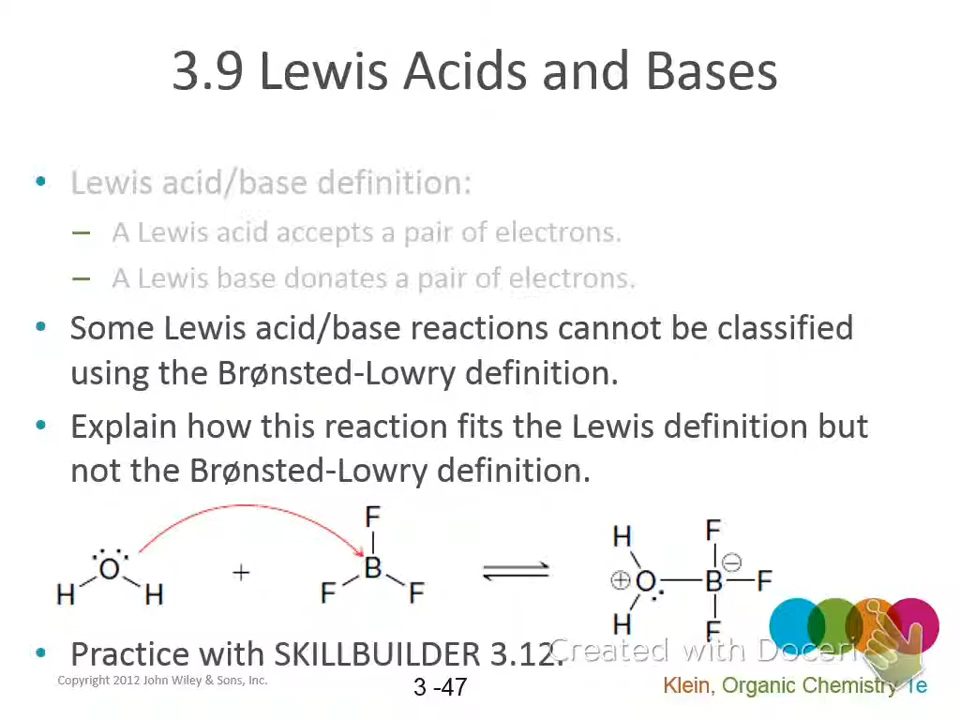 3.9 Lewis Acids and Bases
• Lewis acid/base definition:
– A Lewis acid accepts a pair of electrons.
– A Lewis base donates a pair of electrons.
• Some Lewis acid/base reactions cannot be classified
using the Brønsted-Lowry definition.
• Explain how this reaction fits the Lewis definition but
not the Brønsted-Lowry definition.
F
H F
O B ⊖
H H + F F ⇌ ⊕ O B F
H F
• Practice with SKILLBUILDER 3.12.
Created with Doceri
Copyright 2012 John Wiley & Sons, Inc.
3 -47
Klein, Organic Chemistry 1e